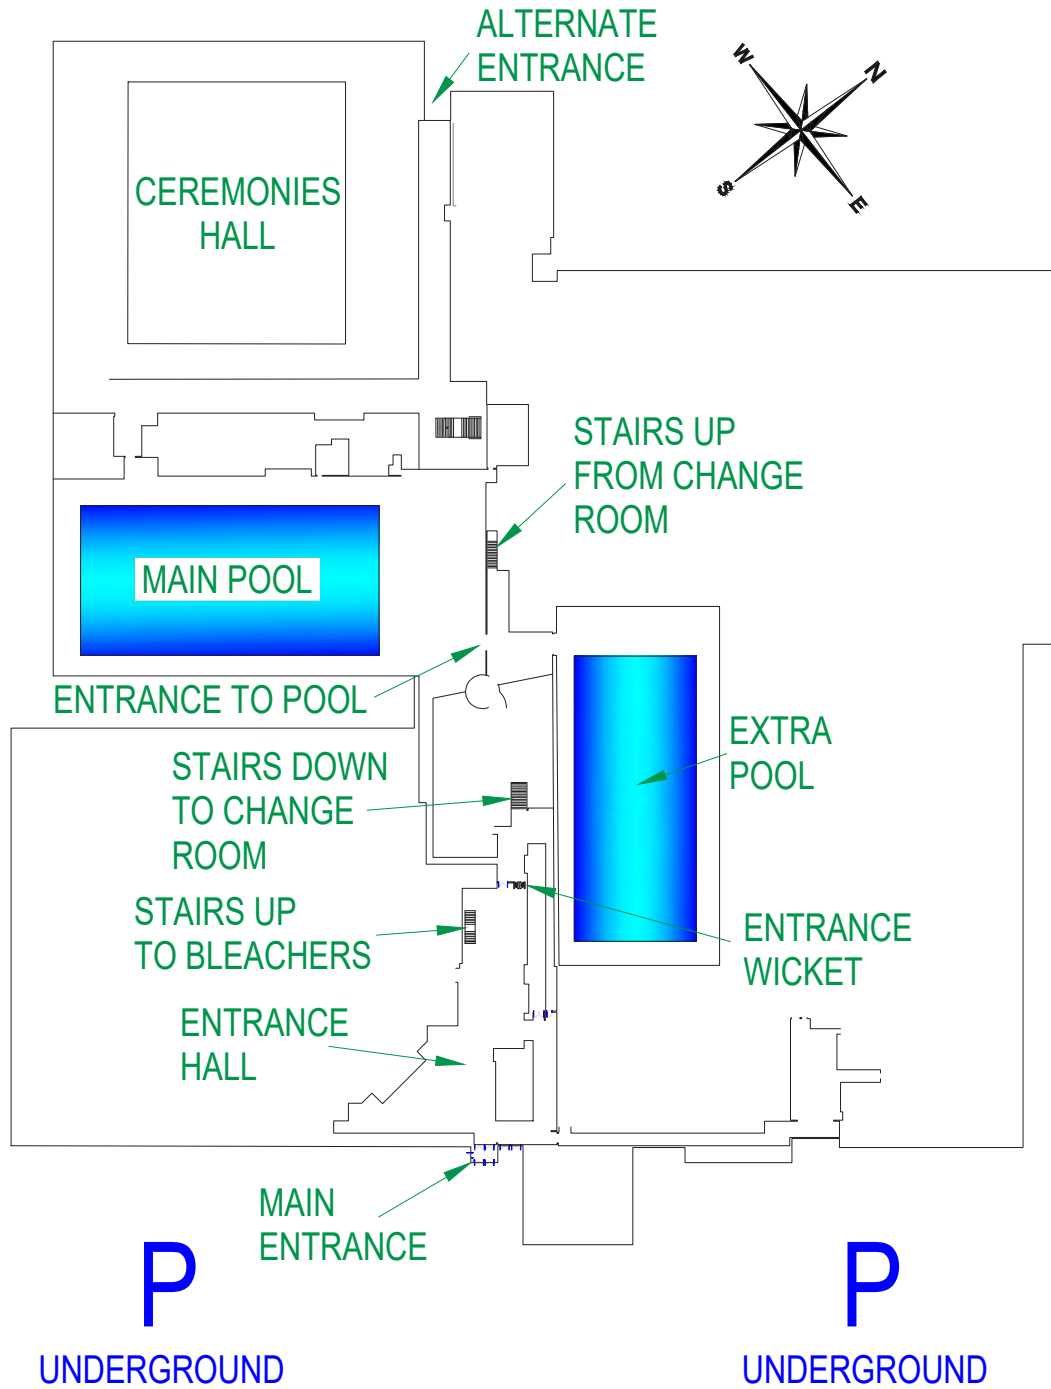 ALTERNATE
ENTRANCE
W
N
S
E
CEREMONIES
HALL
STAIRS UP
FROM CHANGE
ROOM
MAIN POOL
ENTRANCE TO POOL
EXTRA
POOL
STAIRS DOWN
TO CHANGE
ROOM
STAIRS UP
TO BLEACHERS
ENTRANCE
WICKET
ENTRANCE
HALL
MAIN
ENTRANCE
P
UNDERGROUND
P
UNDERGROUND